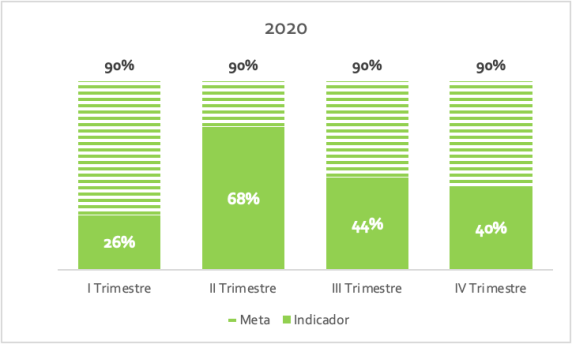 2020
90% 90% 90% 90%
26% 68% 44% 40%
I Trimestre II Trimestre III Trimestre IV Trimestre
Meta Indicador